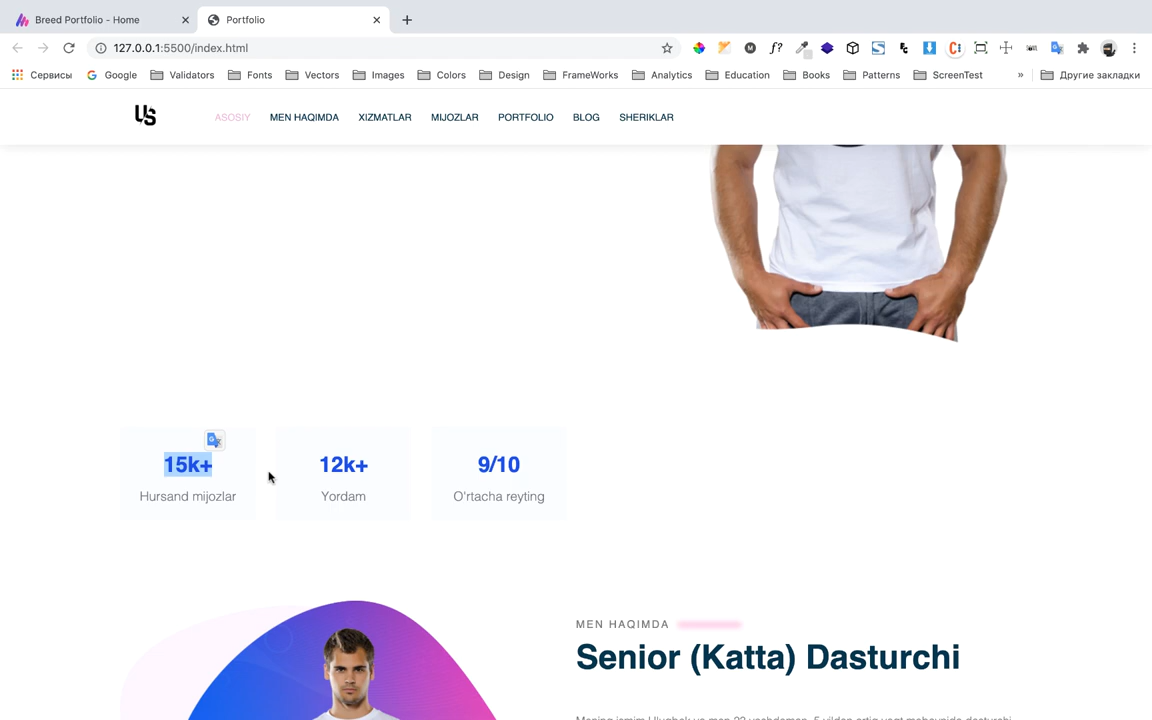 Breed Portfolio - Home
Portfolio
127.0.0.1:5500/index.html
Сервисы
Google
Validators
Fonts
Vectors
Images
Colors
Design
FrameWorks
Analytics
Education
Books
Patterns
ScreenTest
»
Другие закладки
US
ASOSIY
MEN HAQIMDA
XIZMATLAR
MIJOZLAR
PORTFOLIO
BLOG
SHERIKLAR
15k+
12k+
9/10
Hursand mijozlar
Yordam
O'rtacha reyting
MEN HAQIMDA
Senior (Katta) Dasturchi